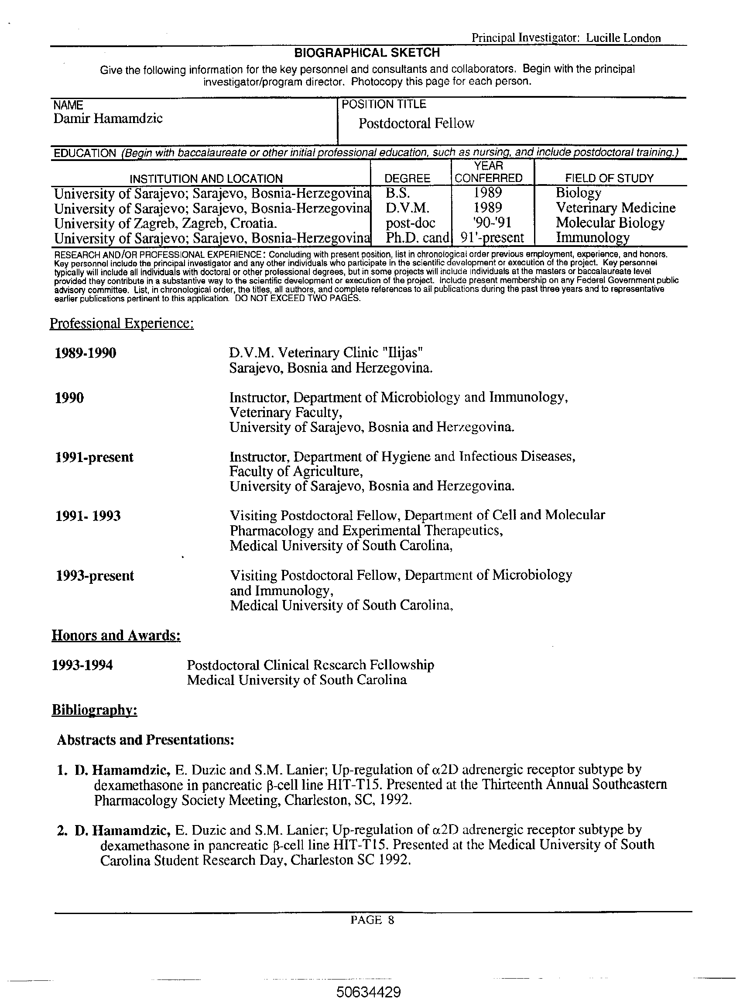 Principal Investigator: Lucille London
BIOGRAPHICAL SKETCH
Give the following information for the key personnel and consultants and collaborators. Begin with the principal
investigator/program director. Photocopy this page for each person.
NAME POSITION TITLE
Damir Hamamdzic Postdoctoral Fellow
EDUCATION (Begin with baccalaureate or other initial professional education, such as nursing, and include postdoctoral training.)
INSTITUTION AND LOCATION DEGREE YEAR CONFERRED FIELD OF STUDY
University of Sarajevo; Sarajevo, Bosnia-Herzegovina B.S. 1989 Biology
University of Sarajevo; Sarajevo, Bosnia-Herzegovina D.V.M. 1989 Veterinary Medicine
University of Zagreb, Zagreb, Croatia. post-doc '90-'91 Molecular Biology
University of Sarajevo; Sarajevo, Bosnia-Herzegovina Ph.D. cand 91'-present Immunology
RESEARCH AND/OR PROFESSIONAL EXPERIENCE: Concluding with present position, list in chronological order previous employment, experience, and honors.
Key personnel include the principal investigator and any other individuals who participate in the scientific development or execution of the project. Key personnel
typically will include all individuals with doctoral or other professional degrees, but in some projects will include individuals at the masters or baccalaureate level
provided they contribute in a substantive way to the scientific development or execution of the project. Include present membership on any Federal Government public
advisory committee. List, in chronological order, the titles, all authors, and complete references to all publications during the past three years and to representative
earlier publications pertinent to this application. DO NOT EXCEED TWO PAGES.
Professional Experience:
1989-1990 D.V.M. Veterinary Clinic "Ilijas"
Sarajevo, Bosnia and Herzegovina.
1990 Instructor, Department of Microbiology and Immunology,
Veterinary Faculty,
University of Sarajevo, Bosnia and Herzegovina.
1991-present Instructor, Department of Hygiene and Infectious Diseases,
Faculty of Agriculture,
University of Sarajevo, Bosnia and Herzegovina.
1991- 1993 Visiting Postdoctoral Fellow, Department of Cell and Molecular
Pharmacology and Experimental Therapeutics,
Medical University of South Carolina,
1993-present Visiting Postdoctoral Fellow, Department of Microbiology
and Immunology,
Medical University of South Carolina,
Honors and Awards:
1993-1994 Postdoctoral Clinical Research Fellowship
Medical University of South Carolina
Bibliography:
Abstracts and Presentations:
1. D. Hamamdzic, E. Duzic and S.M. Lanier; Up-regulation of α2D adrenergic receptor subtype by
dexamethasone in pancreatic β-cell line HIT-T15. Presented at the Thirteenth Annual Southeastern
Pharmacology Society Meeting, Charleston, SC, 1992.
2. D. Hamamdzic, E. Duzic and S.M. Lanier; Up-regulation of α2D adrenergic receptor subtype by
dexamethasone in pancreatic β-cell line HIT-T15. Presented at the Medical University of South
Carolina Student Research Day, Charleston SC 1992.
PAGE 8
50634429